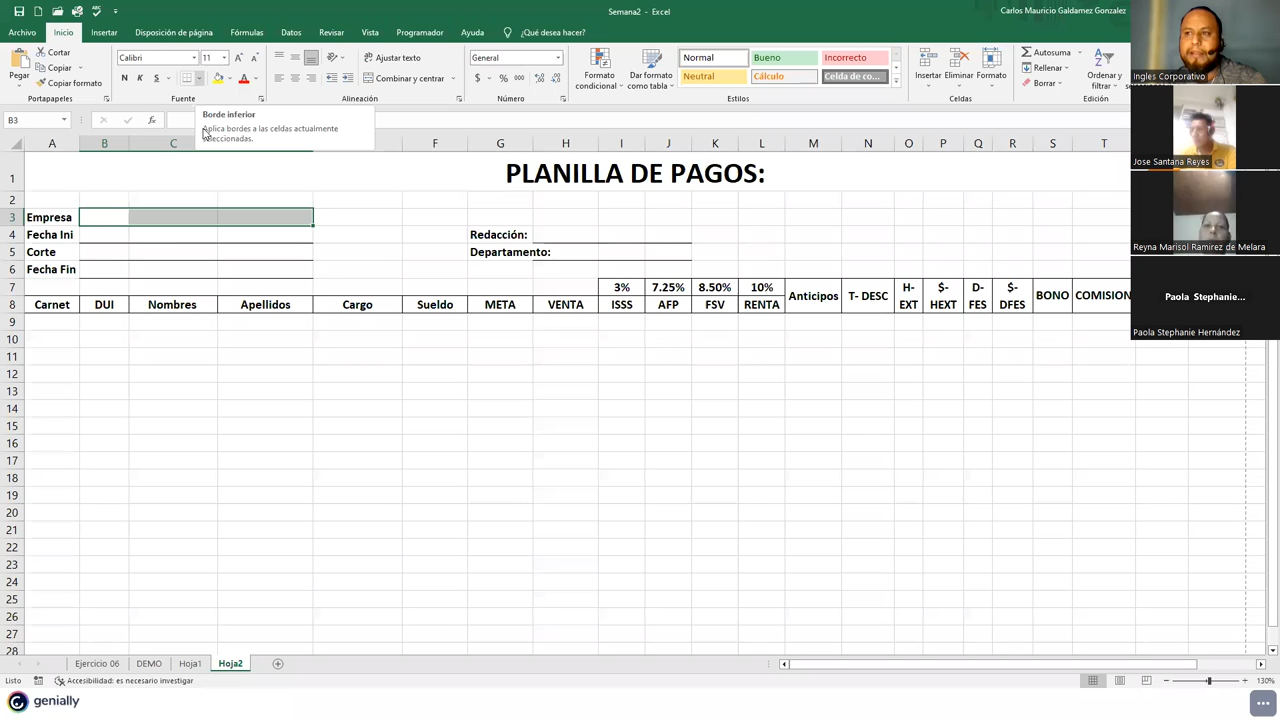 Semana2 - Excel
Carlos Mauricio Galdamez Gonzalez
Archivo Inicio Insertar Disposición de página Fórmulas Datos Revisar Vista Programador Ayuda ¿Qué desea hacer?
Pegar
Cortar
Copiar
Copiar formato
Portapapeles
Calibri 11
N K S
Fuente
Ajustar texto
Combinar y centrar
Alineación
General
$ % 000
Número
Formato condicional
Dar formato como tabla
Normal Bueno Incorrecto
Neutral Cálculo Celda de co...
Estilos
Insertar Eliminar Formato
Celdas
Autosuma
Rellenar
Borrar
Ordenar y filtrar
B3
fx
Borde inferior
Aplica bordes a las celdas actualmente
seleccionadas.
A B C F G H I J K L M N O P Q R S T
PLANILLA DE PAGOS:
Empresa
Fecha Ini Redacción:
Corte Departamento:
Fecha Fin
3% 7.25% 8.50% 10%
Carnet DUI Nombres Apellidos Cargo Sueldo META VENTA ISSS AFP FSV RENTA Anticipos T- DESC H-EXT $-HEXT D-FES $-DFES BONO COMISION
1
2
3
4
5
6
7
8
9
10
11
12
13
14
15
16
17
18
19
20
21
22
23
24
25
26
27
28
Ejercicio 06 DEMO Hoja1 Hoja2
Listo Accesibilidad: es necesario investigar
130%
genially
Ingles Corporativo
Jose Santana Reyes
Reyna Marisol Ramirez de Melara
Paola Stephanie...
Paola Stephanie Hernández